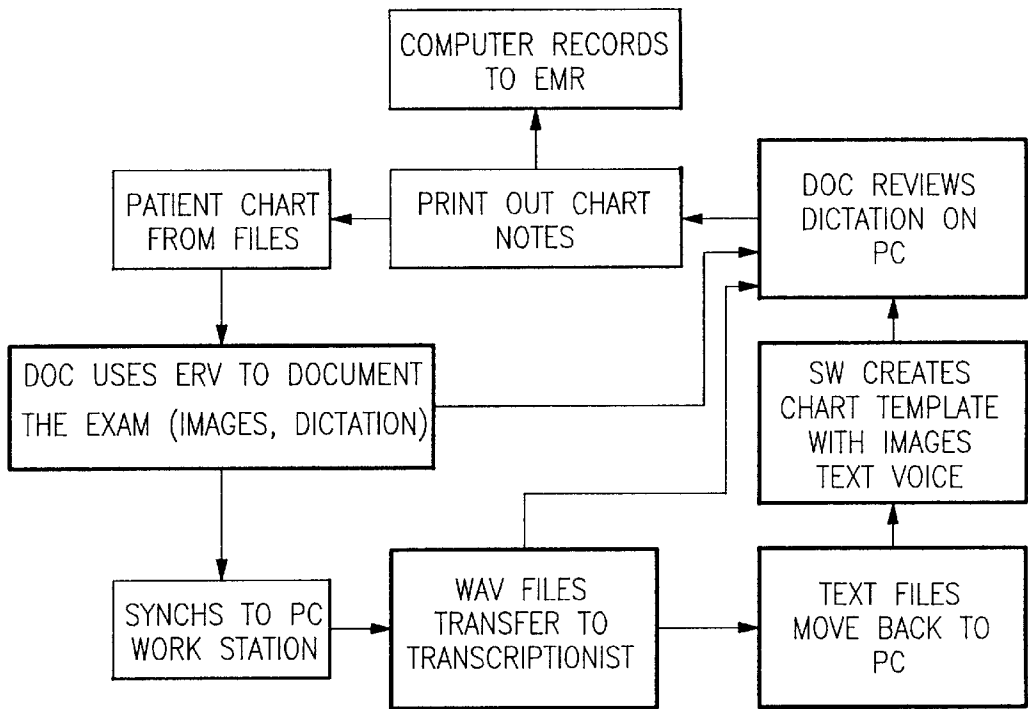 COMPUTER RECORDS
TO EMR
PATIENT CHART
FROM FILES
PRINT OUT CHART
NOTES
DOC REVIEWS
DICTATION ON
PC
DOC USES ERV TO DOCUMENT
THE EXAM (IMAGES, DICTATION)
SW CREATES
CHART TEMPLATE
WITH IMAGES
TEXT VOICE
SYNCHS TO PC
WORK STATION
WAV FILES
TRANSFER TO
TRANSCRIPTIONIST
TEXT FILES
MOVE BACK TO
PC